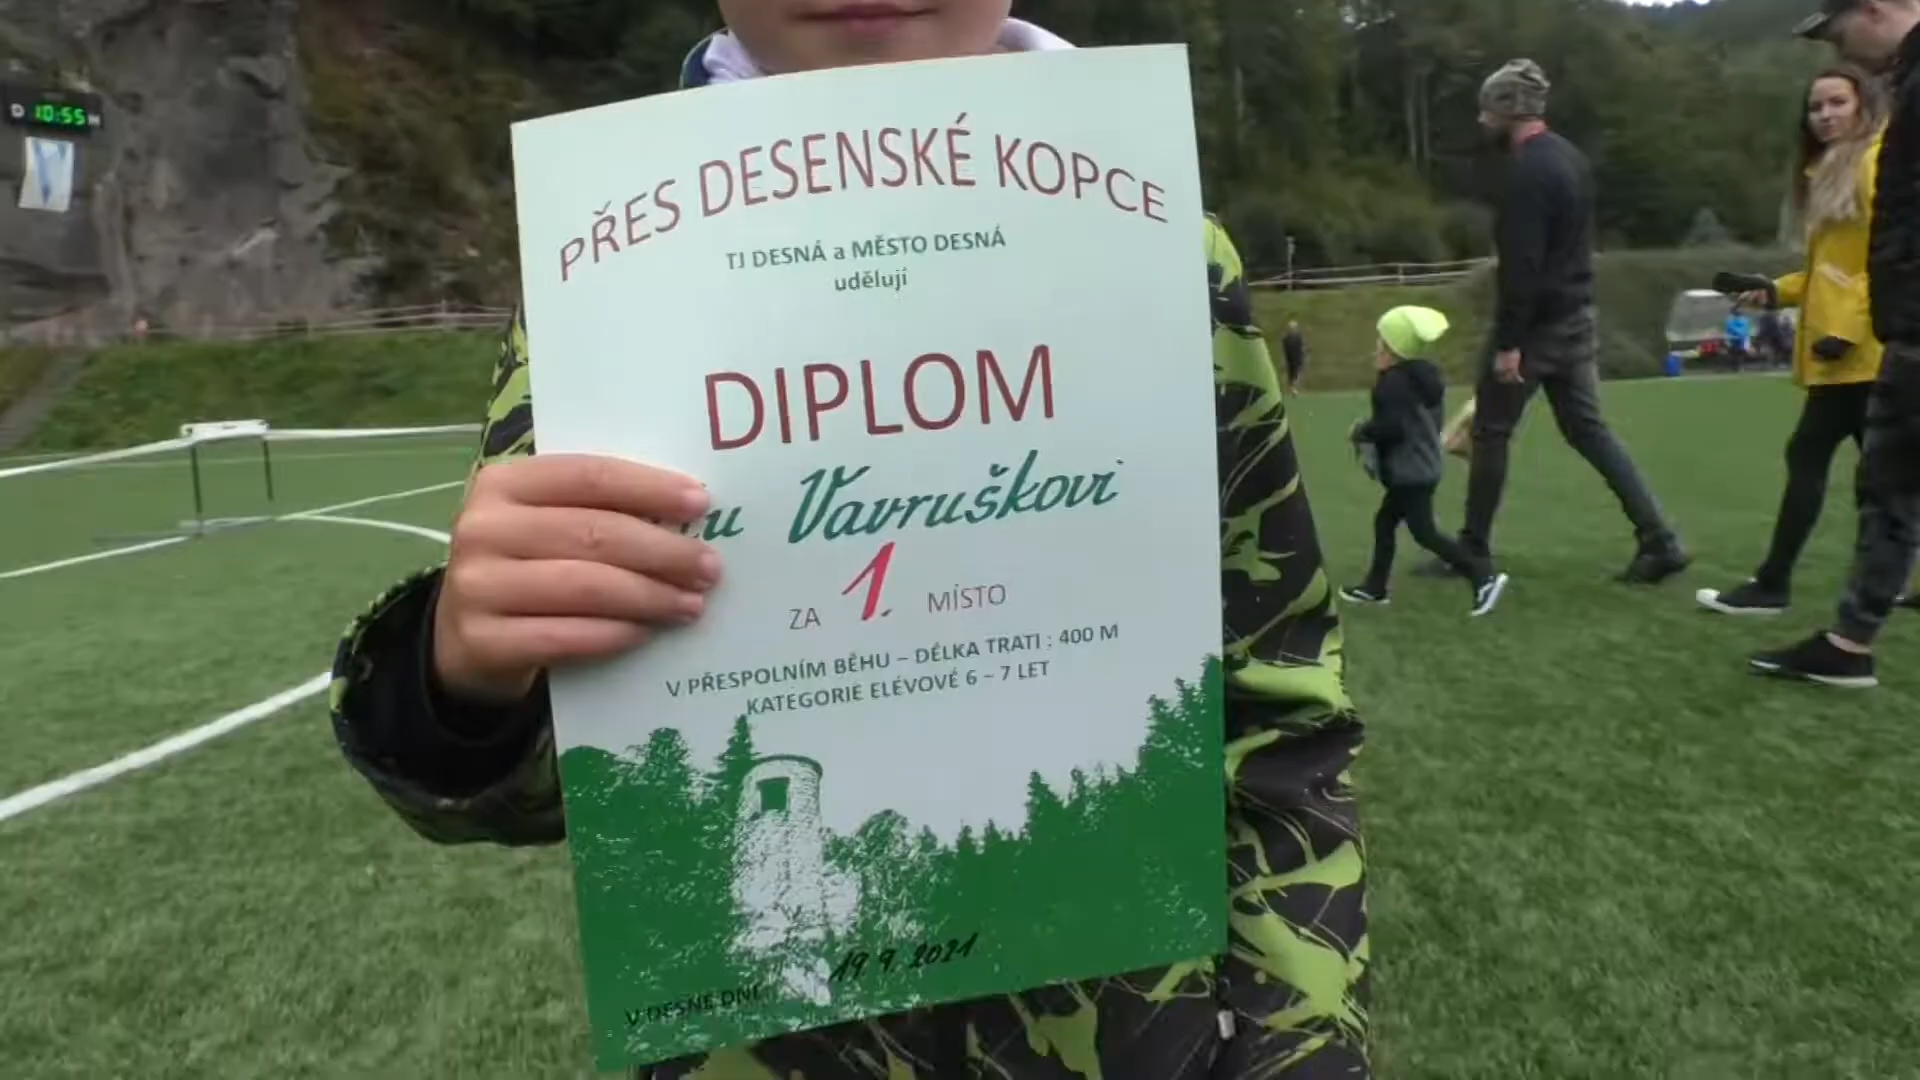 10:55
PŘES DESENSKÉ KOPCE
TJ DESNÁ a MĚSTO DESNÁ
udělují
DIPLOM
Vavruškovi
ZA 1. MÍSTO
V PŘESPOLNÍM BĚHU – DÉLKA TRATI : 400 M
KATEGORIE ELÉVOVÉ 6 – 7 LET
V DESNÉ DNE 19. 9. 2021